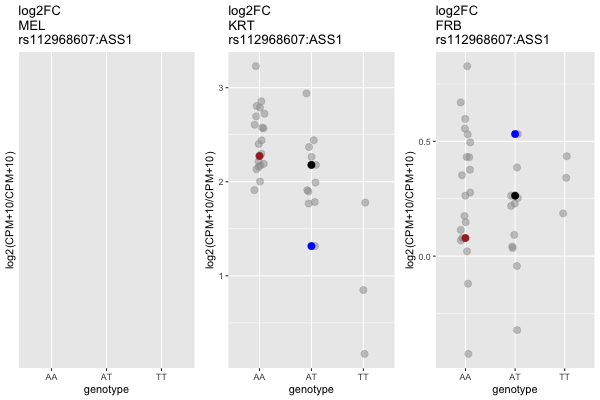 log2FC
MEL
rs112968607:ASS1
log2(CPM+10/CPM+10)
AA
AT
TT
genotype
log2FC
KRT
rs112968607:ASS1
log2(CPM+10/CPM+10)
3
2
1
AA
AT
TT
genotype
log2FC
FRB
rs112968607:ASS1
log2(CPM+10/CPM+10)
0.5
0.0
AA
AT
TT
genotype